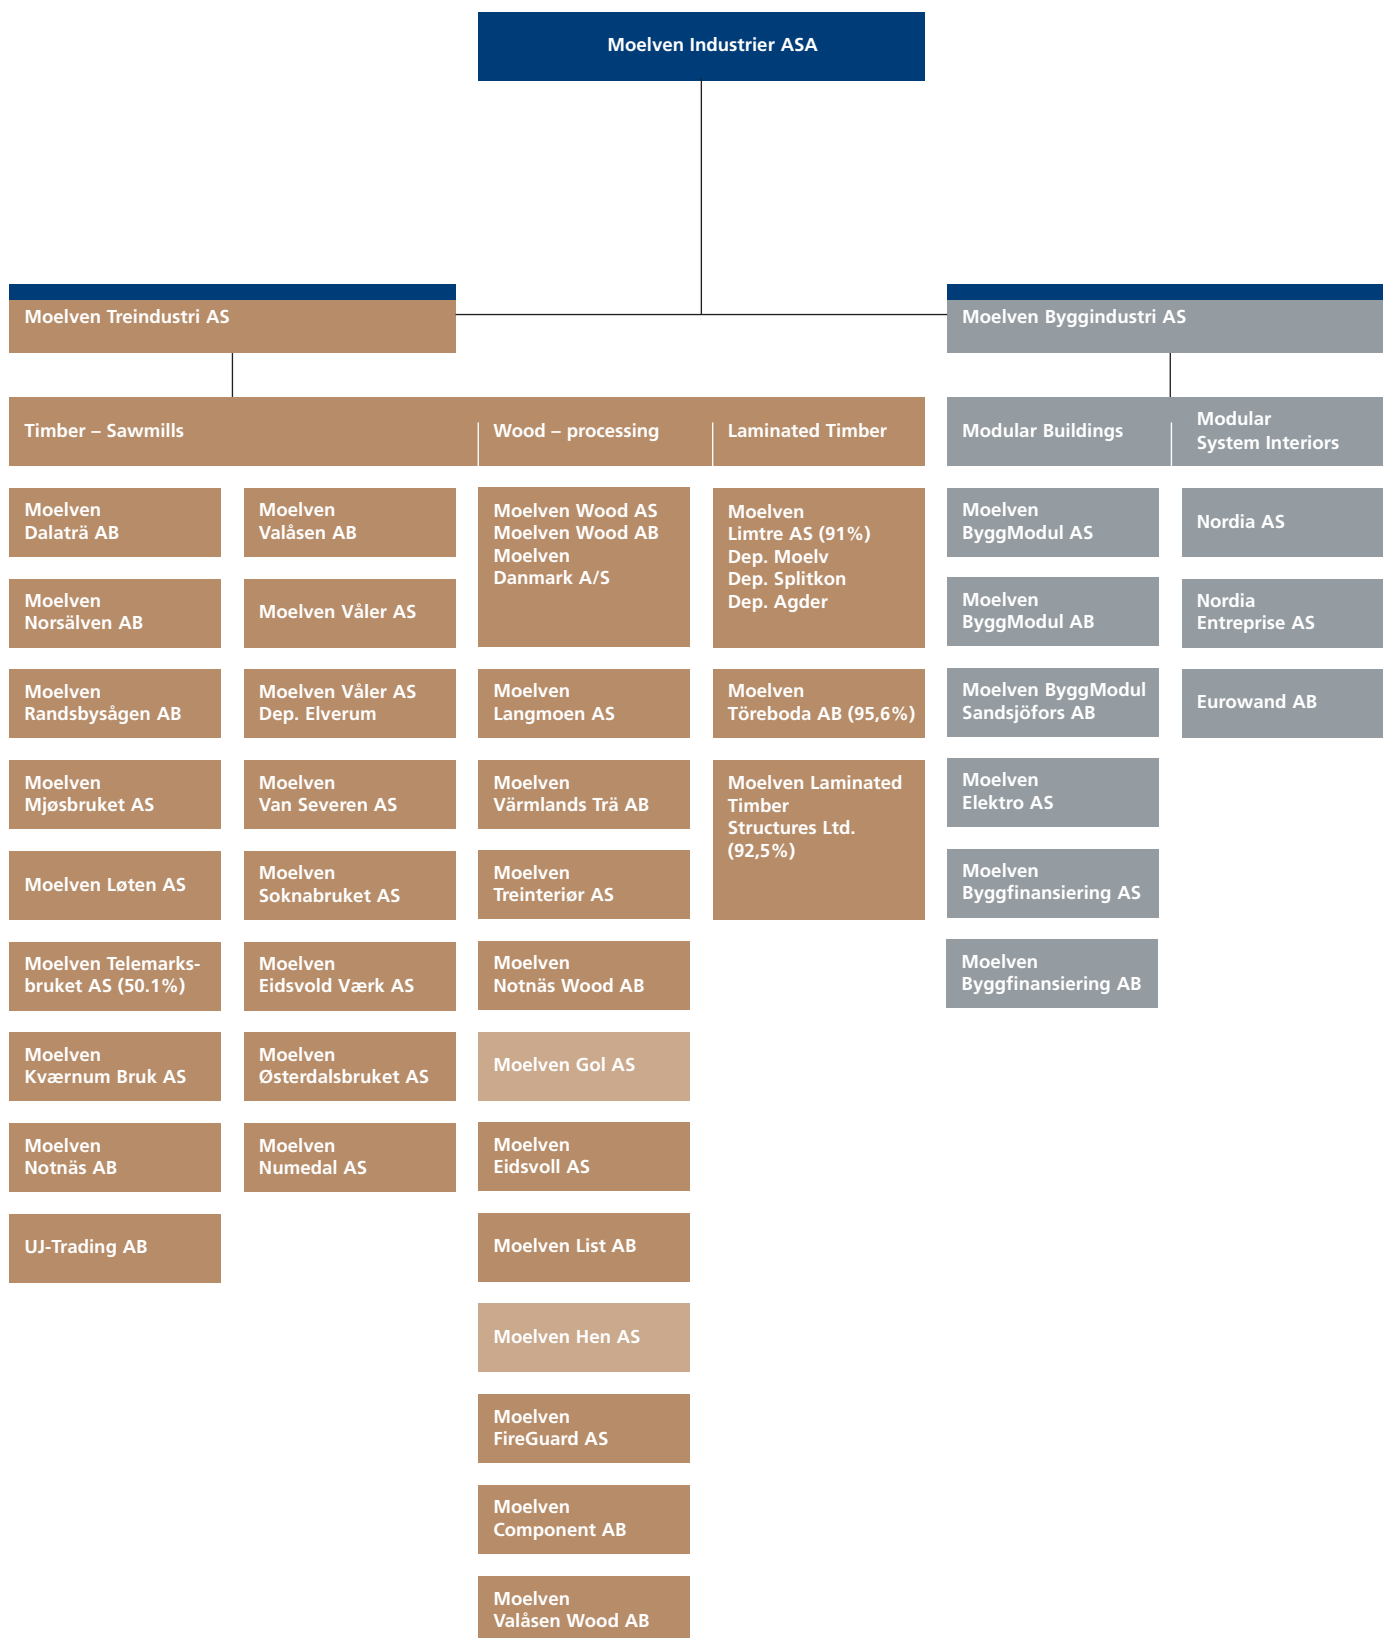 Moelven Industrier ASA
Moelven Treindustri AS
Moelven Byggindustri AS
Timber – Sawmills
Wood – processing
Laminated Timber
Modular Buildings
Modular
System Interiors
Moelven
Dalaträ AB
Moelven
Norsälven AB
Moelven
Randsbysågen AB
Moelven
Mjøsbruket AS
Moelven Løten AS
Moelven Telemarks-
bruket AS (50.1%)
Moelven
Kværnum Bruk AS
Moelven
Notnäs AB
UJ-Trading AB
Moelven
Valåsen AB
Moelven Våler AS
Moelven Våler AS
Dep. Elverum
Moelven
Van Severen AS
Moelven
Soknabruket AS
Moelven
Eidsvold Værk AS
Moelven
Østerdalsbruket AS
Moelven
Numedal AS
Moelven Wood AS
Moelven Wood AB
Moelven
Danmark A/S
Moelven
Langmoen AS
Moelven
Värmlands Trä AB
Moelven
Treinteriør AS
Moelven
Notnäs Wood AB
Moelven Gol AS
Moelven
Eidsvoll AS
Moelven List AB
Moelven Hen AS
Moelven
FireGuard AS
Moelven
Component AB
Moelven
Valåsen Wood AB
Moelven
Limtre AS (91%)
Dep. Moelv
Dep. Splitkon
Dep. Agder
Moelven
Töreboda AB (95,6%)
Moelven Laminated
Timber
Structures Ltd.
(92,5%)
Moelven
ByggModul AS
Moelven
ByggModul AB
Moelven ByggModul
Sandsjöfors AB
Moelven
Elektro AS
Moelven
Byggfinansiering AS
Moelven
Byggfinansiering AB
Nordia AS
Nordia
Entreprise AS
Eurowand AB